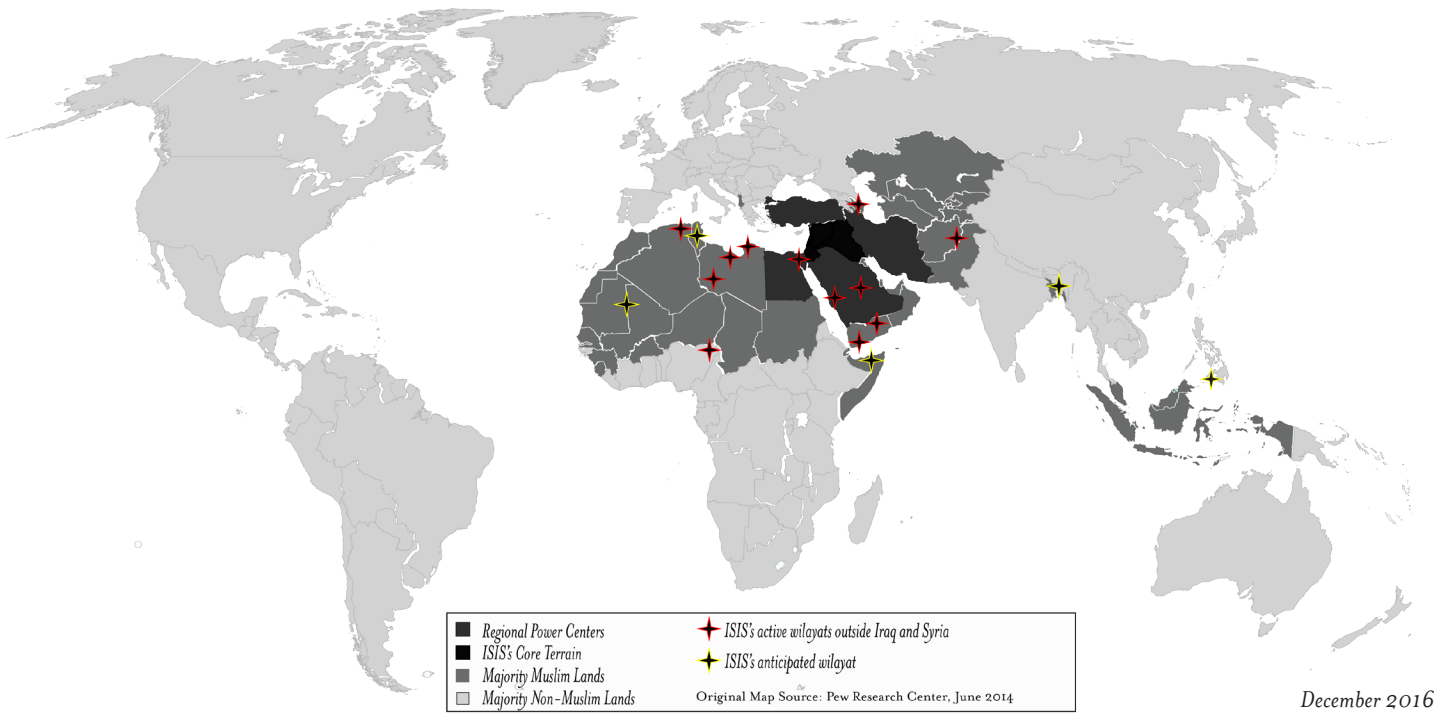 Regional Power Centers
ISIS's Core Terrain
Majority Muslim Lands
Majority Non-Muslim Lands
ISIS's active wilayats outside Iraq and Syria
ISIS's anticipated wilayat
Original Map Source: Pew Research Center, June 2014
December 2016